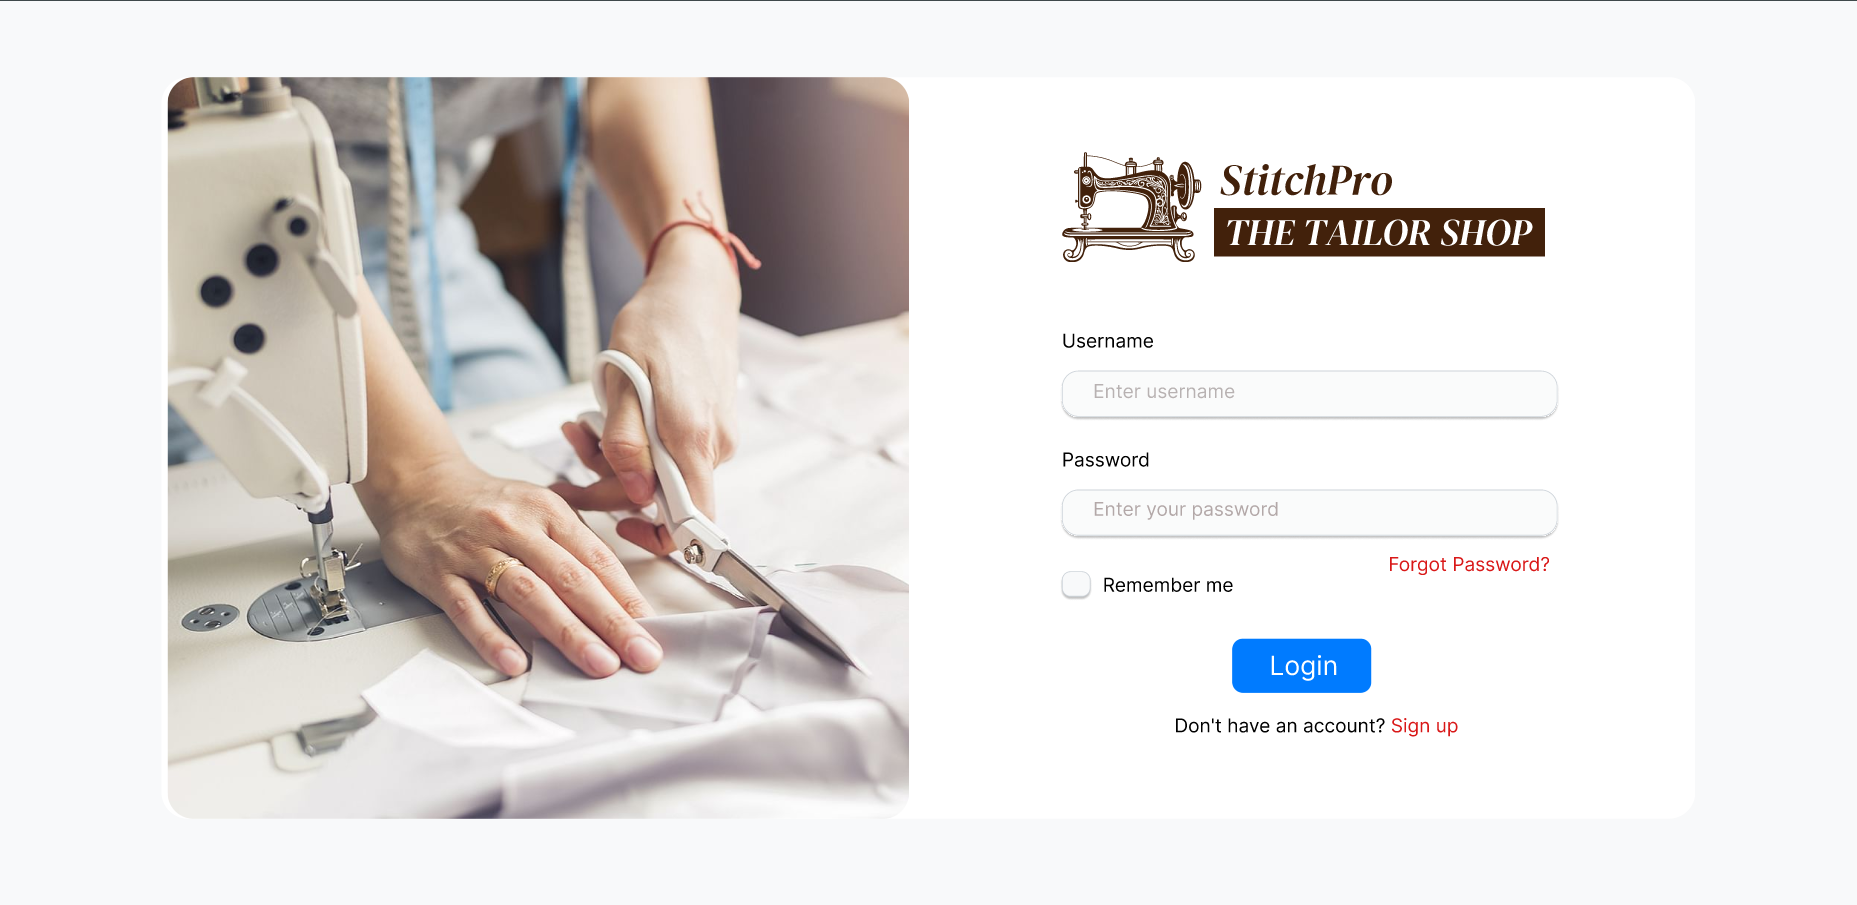 StitchPro
THE TAILOR SHOP
Username
Enter username
Password
Enter your password
Forgot Password?
Remember me
Login
Don't have an account? Sign up